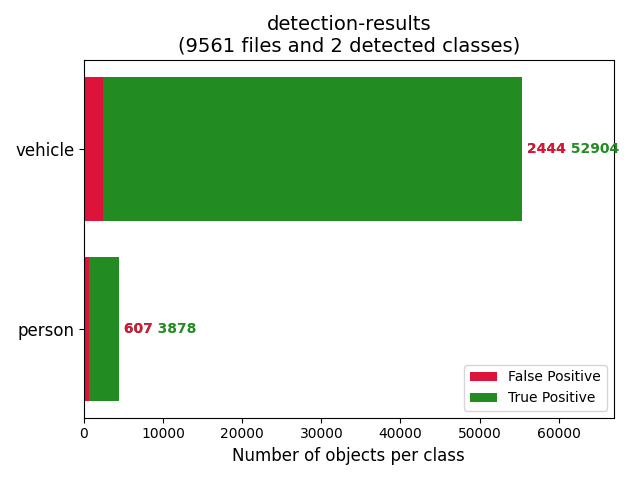 detection-results
(9561 files and 2 detected classes)
vehicle
2444 52904
person
607 3878
False Positive
True Positive
0 10000 20000 30000 40000 50000 60000
Number of objects per class